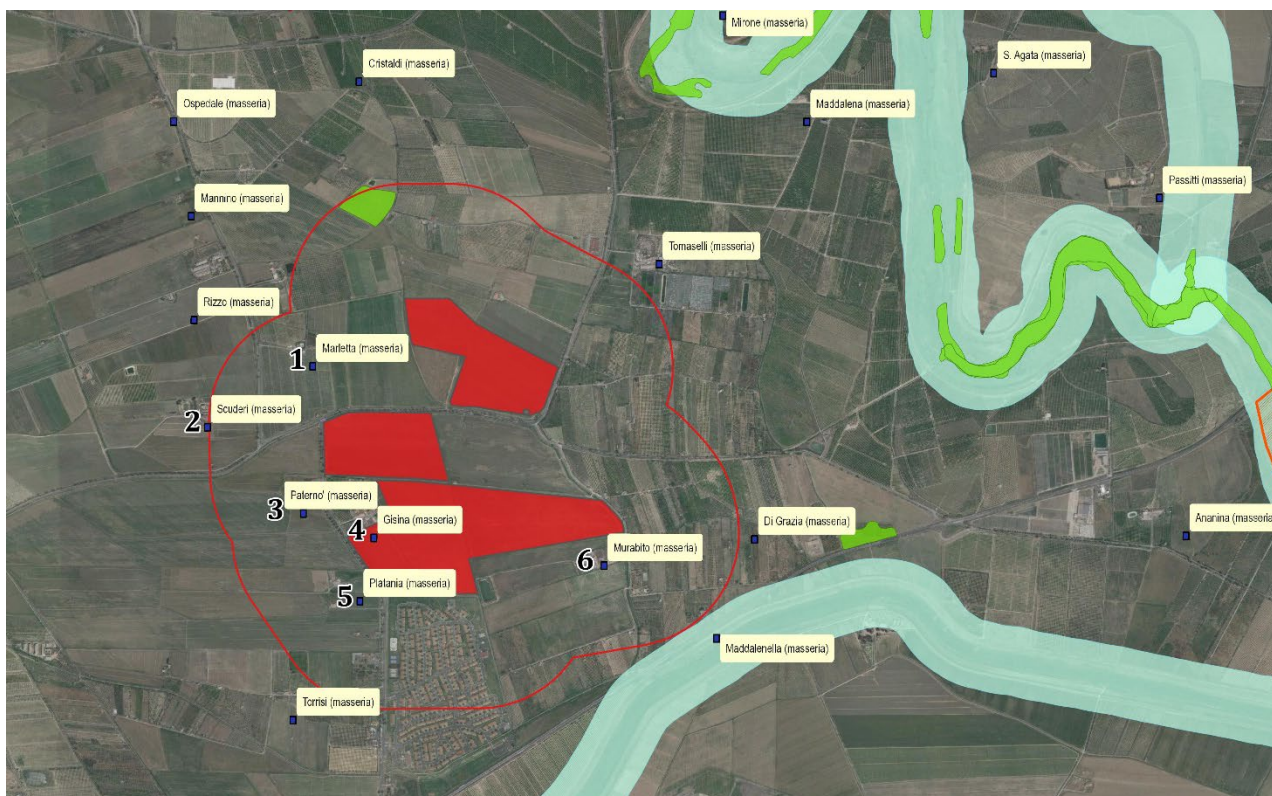 Mirone (masseria)
Cristaldi (masseria)
S. Agata (masseria)
Ospedale (masseria)
Maddalena (masseria)
Passitti (masseria)
Mannino (masseria)
Tomaselli (masseria)
Rizzo (masseria)
1
Marletta (masseria)
2
Scuderi (masseria)
3
Paterno' (masseria)
4
Gisina (masseria)
Di Grazia (masseria)
Ananina (masseria)
6
Murabito (masseria)
5
Platania (masseria)
Maddalenella (masseria)
Torrisi (masseria)